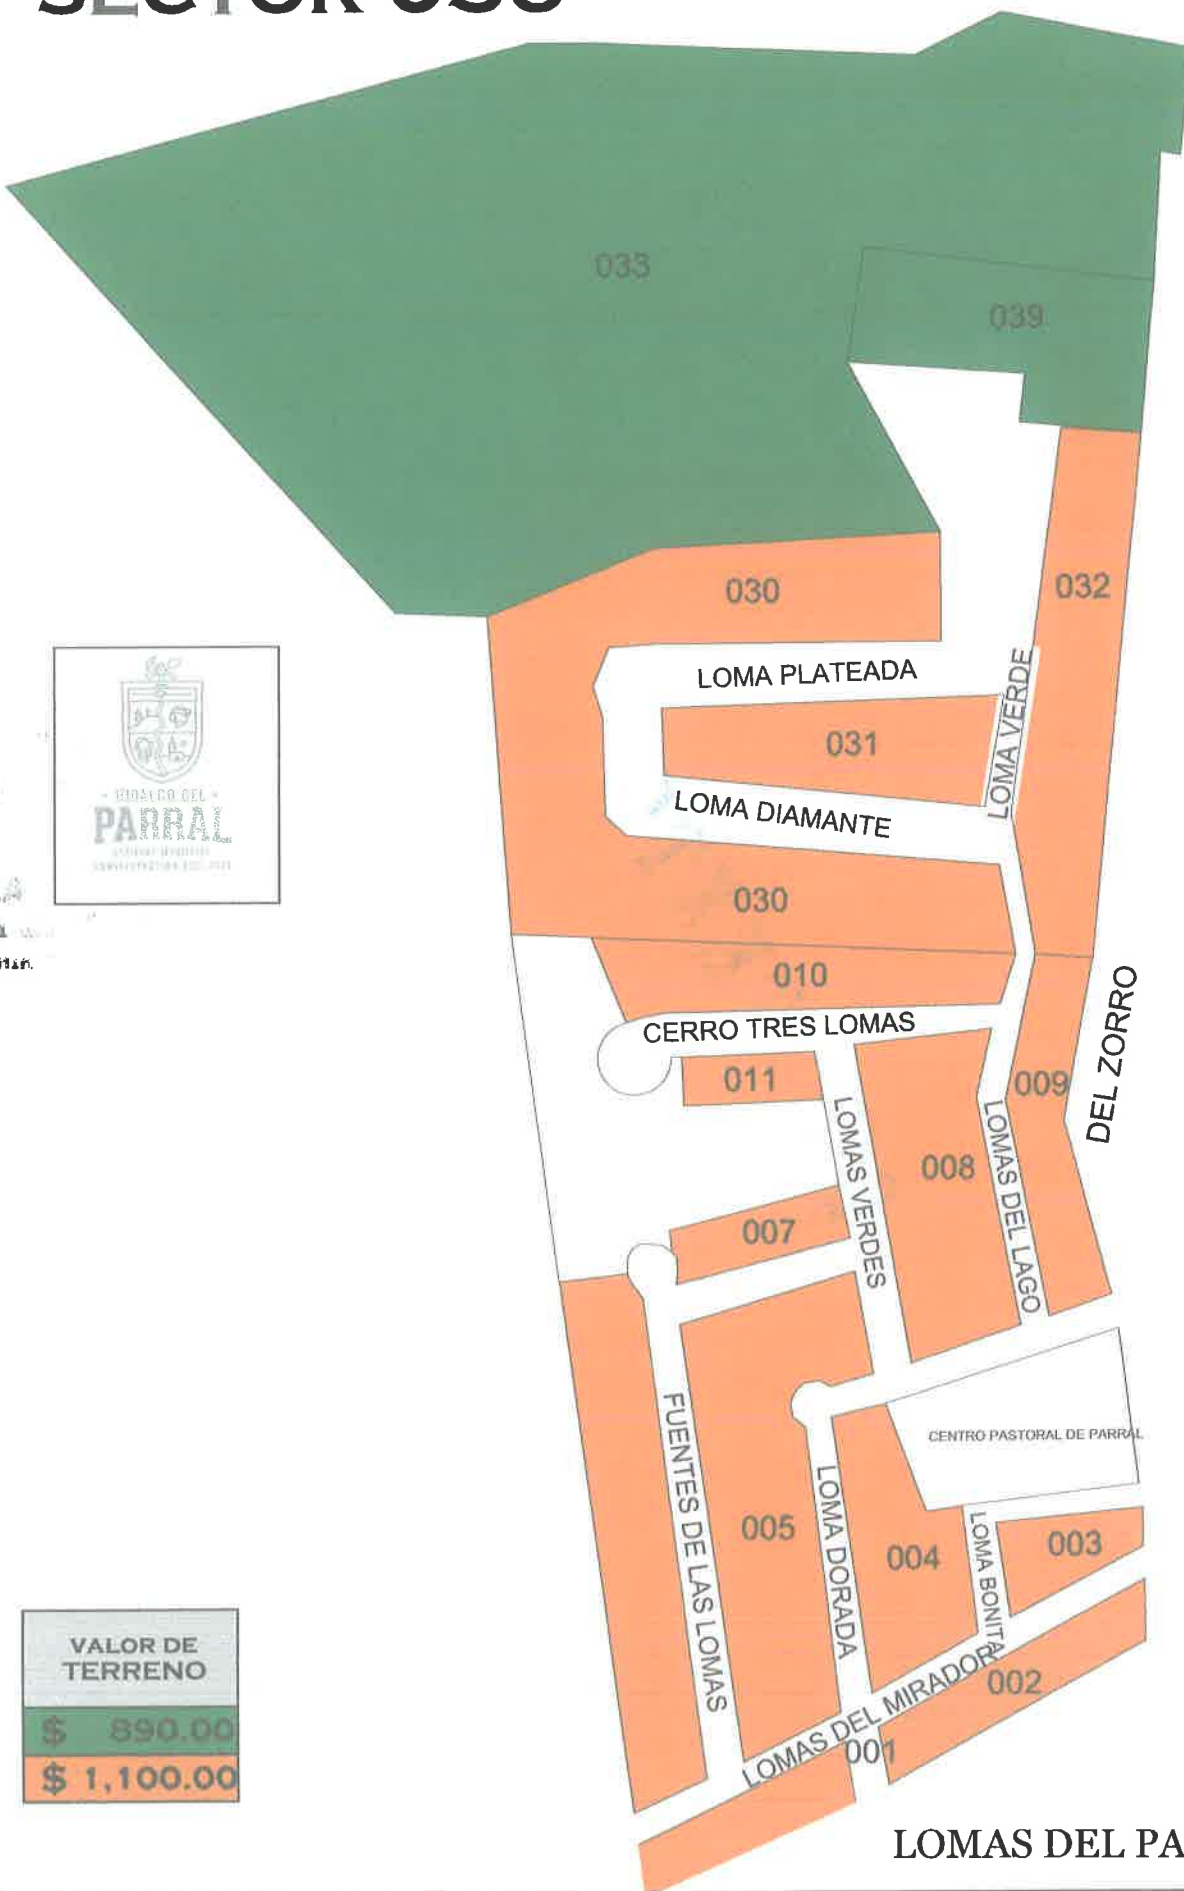 033
039
030
032
LOMA PLATEADA
LOMA VERDE
031
LOMA DIAMANTE
- HIDALGO DEL -
PARRAL
030
010
CERRO TRES LOMAS
DEL ZORRO
011
009
LOMAS VERDES
008
LOMAS DEL LAGO
007
FUENTES DE LAS LOMAS
CENTRO PASTORAL DE PARRAL
LOMA DORADA
005
004
LOMA BONITA
003
VALOR DE
TERRENO
$ 890.00
$ 1,100.00
LOMAS DEL MIRADOR
002
001
LOMAS DEL PA